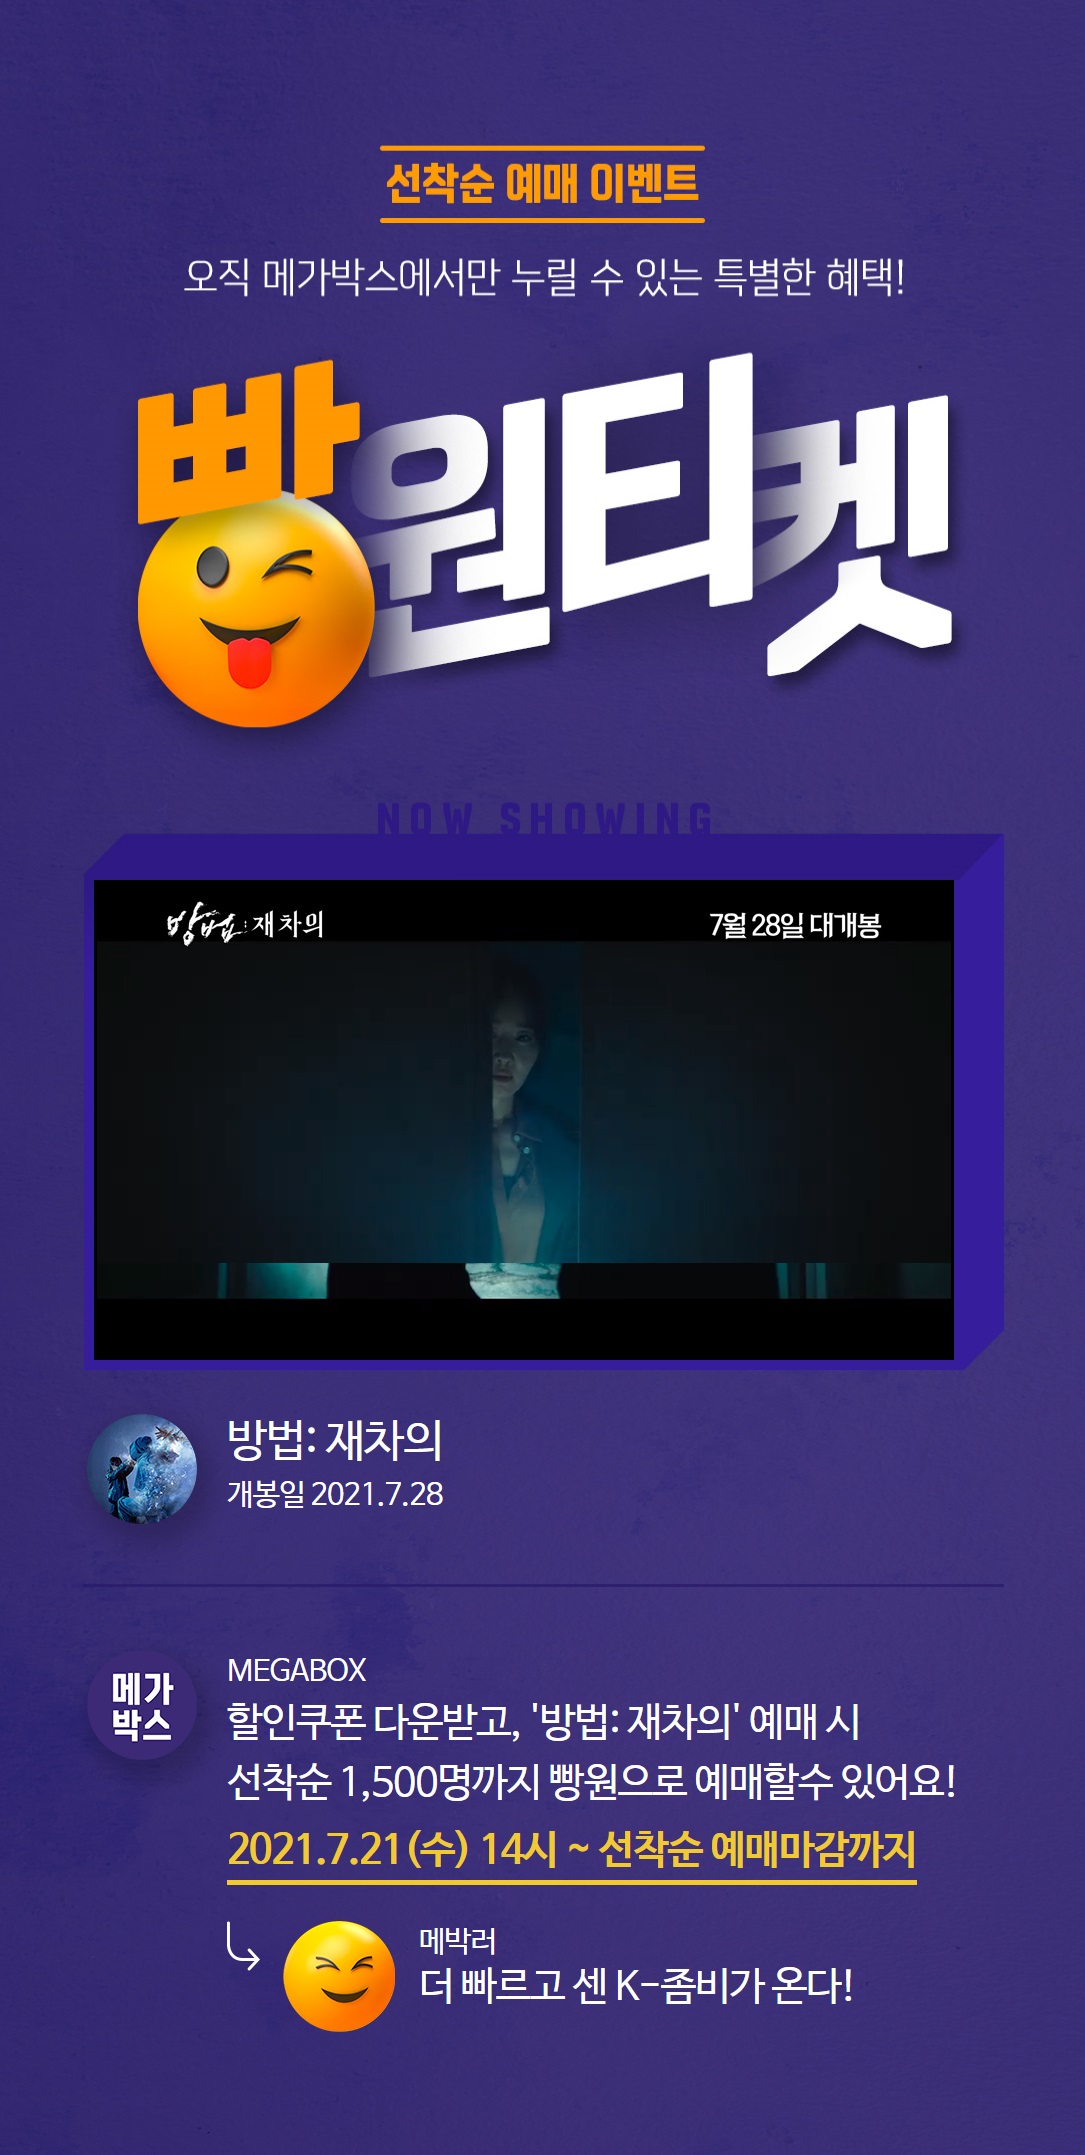 선착순 예매 이벤트
오직 메가박스에서만 누릴 수 있는 특별한 혜택!
빵원티켓
NOW SHOWING
방법: 재차의
7월 28일 대개봉
방법: 재차의
개봉일 2021.7.28
메가
박스
MEGABOX
할인쿠폰 다운받고, '방법: 재차의' 예매 시
선착순 1,500명까지 빵원으로 예매할수 있어요!
2021.7.21(수) 14시 ~ 선착순 예매마감까지
메박러
더 빠르고 센 K-좀비가 온다!